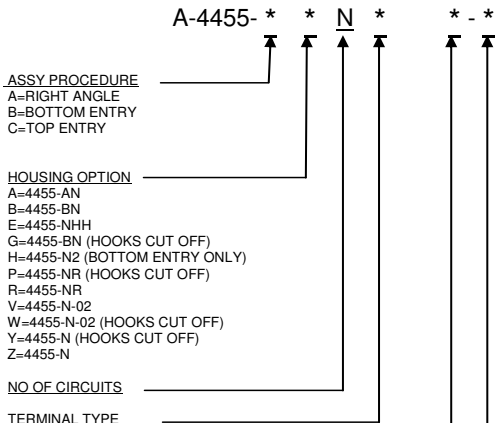 A-4455- * * N * * - *
ASSY PROCEDURE
A=RIGHT ANGLE
B=BOTTOM ENTRY
C=TOP ENTRY
HOUSING OPTION
A=4455-AN
B=4455-BN
E=4455-NHH
G=4455-BN (HOOKS CUT OFF)
H=4455-N2 (BOTTOM ENTRY ONLY)
P=4455-NR (HOOKS CUT OFF)
R=4455-NR
V=4455-N-02
W=4455-N-02 (HOOKS CUT OFF)
Y=4455-N (HOOKS CUT OFF)
Z=4455-N
NO OF CIRCUITS
TERMINAL TYPE